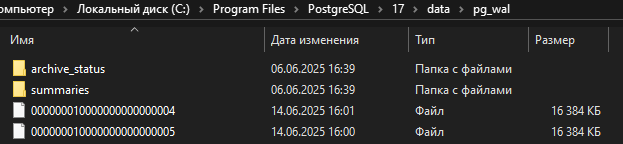 омпьютер > Локальный диск (C:) > Program Files > PostgreSQL > 17 > data > pg_wal
Имя Дата изменения Тип Размер
archive_status 06.06.2025 16:39 Папка с файлами
summaries 06.06.2025 16:39 Папка с файлами
000000010000000000000004 14.06.2025 16:01 Файл 16 384 КБ
000000010000000000000005 14.06.2025 16:00 Файл 16 384 КБ